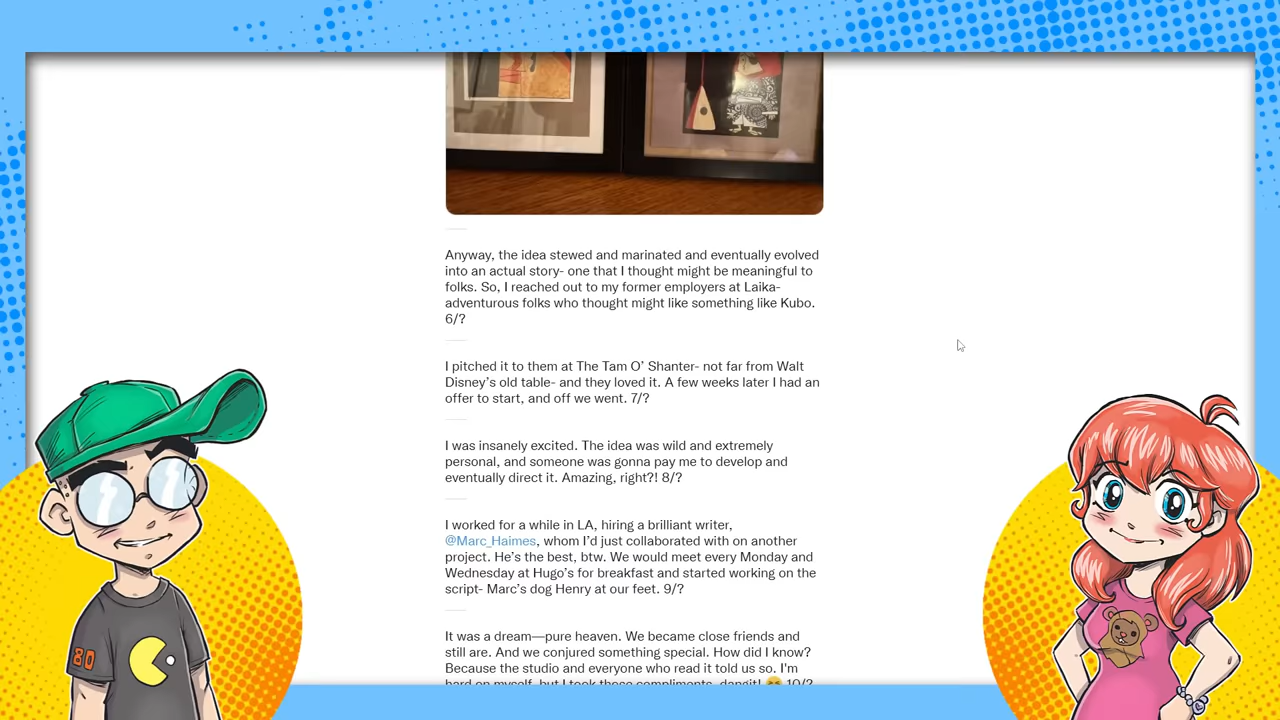 Anyway, the idea stewed and marinated and eventually evolved
into an actual story- one that I thought might be meaningful to
folks. So, I reached out to my former employers at Laika-
adventurous folks who thought might like something like Kubo.
6/?
I pitched it to them at The Tam O’ Shanter- not far from Walt
Disney’s old table- and they loved it. A few weeks later I had an
offer to start, and off we went. 7/?
I was insanely excited. The idea was wild and extremely
personal, and someone was gonna pay me to develop and
eventually direct it. Amazing, right?! 8/?
I worked for a while in LA, hiring a brilliant writer,
@Marc_Haimes, whom I’d just collaborated with on another
project. He’s the best, btw. We would meet every Monday and
Wednesday at Hugo’s for breakfast and started working on the
script- Marc’s dog Henry at our feet. 9/?
It was a dream—pure heaven. We became close friends and
still are. And we conjured something special. How did I know?
Because the studio and everyone who read it told us so. I'm
hard on myself, but I took those compliments, dangit! 😆 10/?
80